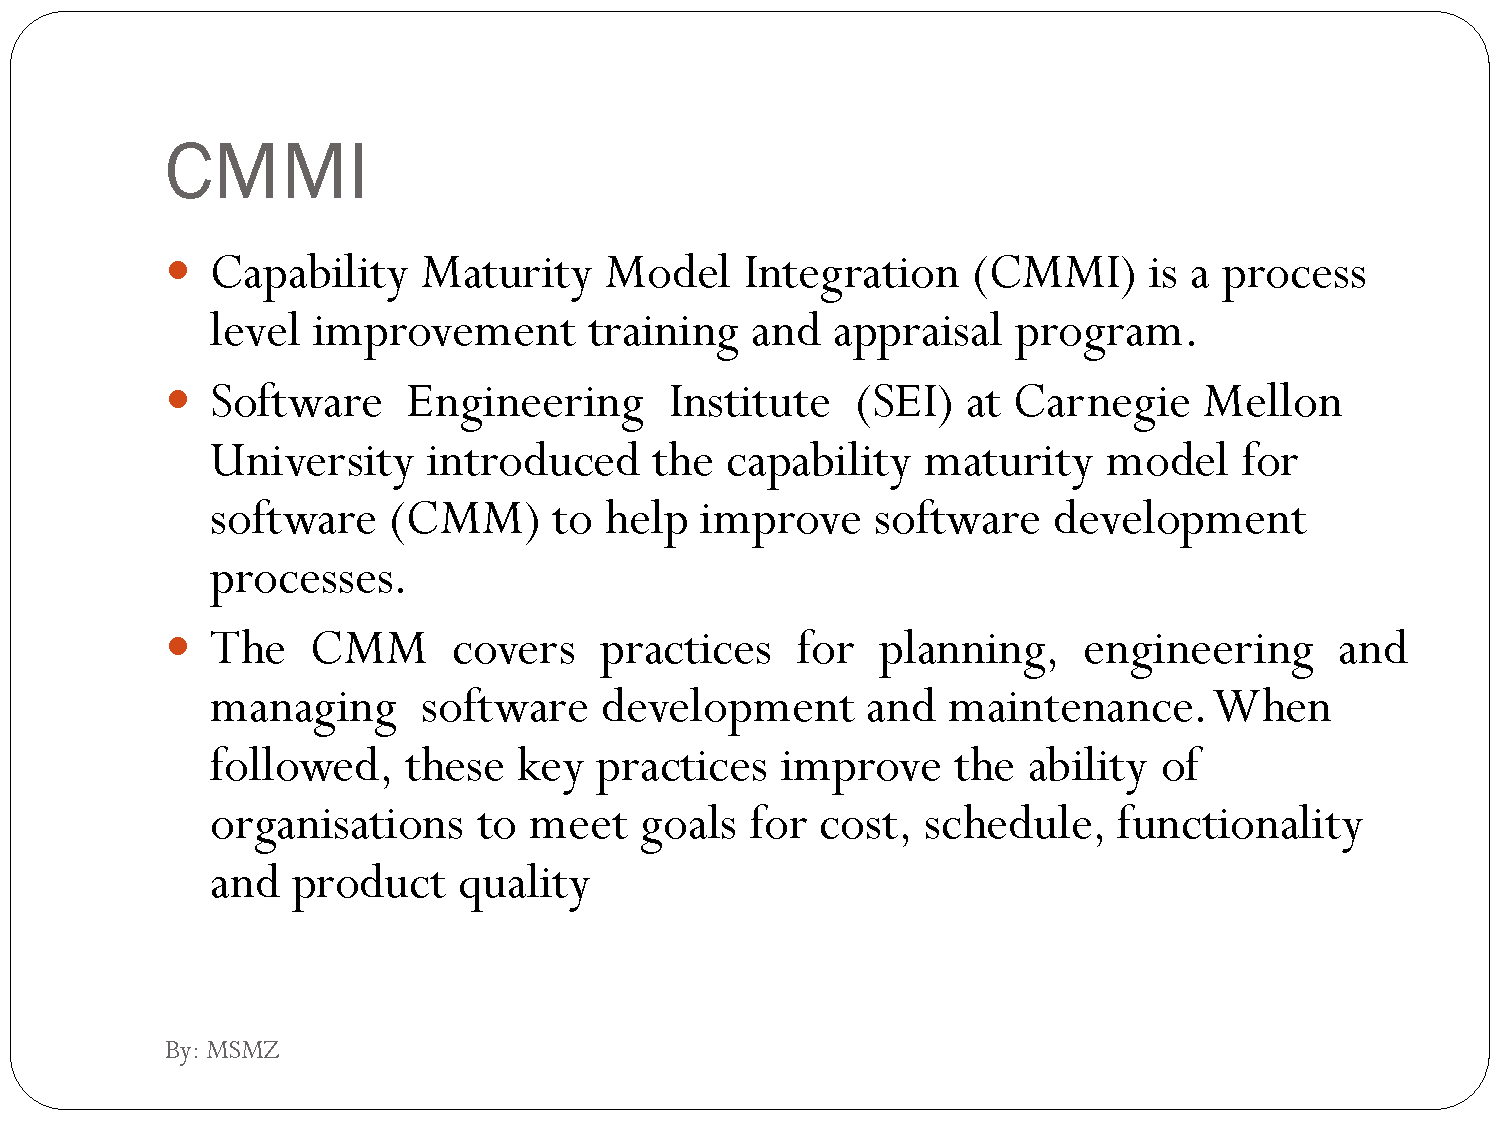 CMMI
• Capability Maturity Model Integration (CMMI) is a process
level improvement training and appraisal program.
• Software Engineering Institute (SEI) at Carnegie Mellon
University introduced the capability maturity model for
software (CMM) to help improve software development
processes.
• The CMM covers practices for planning, engineering and
managing software development and maintenance. When
followed, these key practices improve the ability of
organisations to meet goals for cost, schedule, functionality
and product quality
By: MSMZ